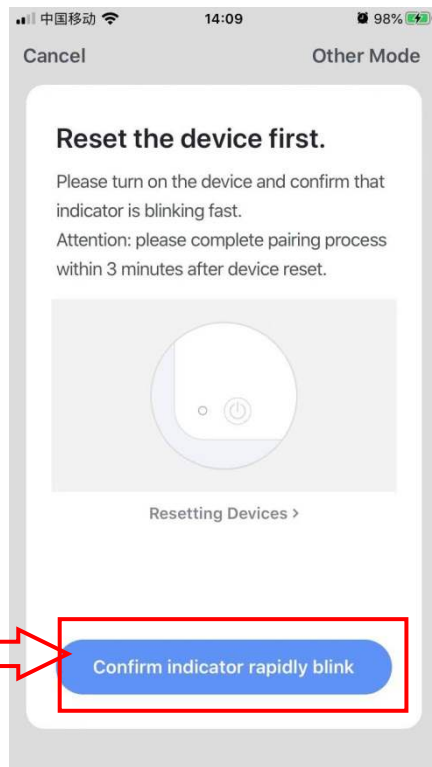 中国移动 14:09 98%
Cancel Other Mode
Reset the device first.
Please turn on the device and confirm that
indicator is blinking fast.
Attention: please complete pairing process
within 3 minutes after device reset.
Resetting Devices >
Confirm indicator rapidly blink